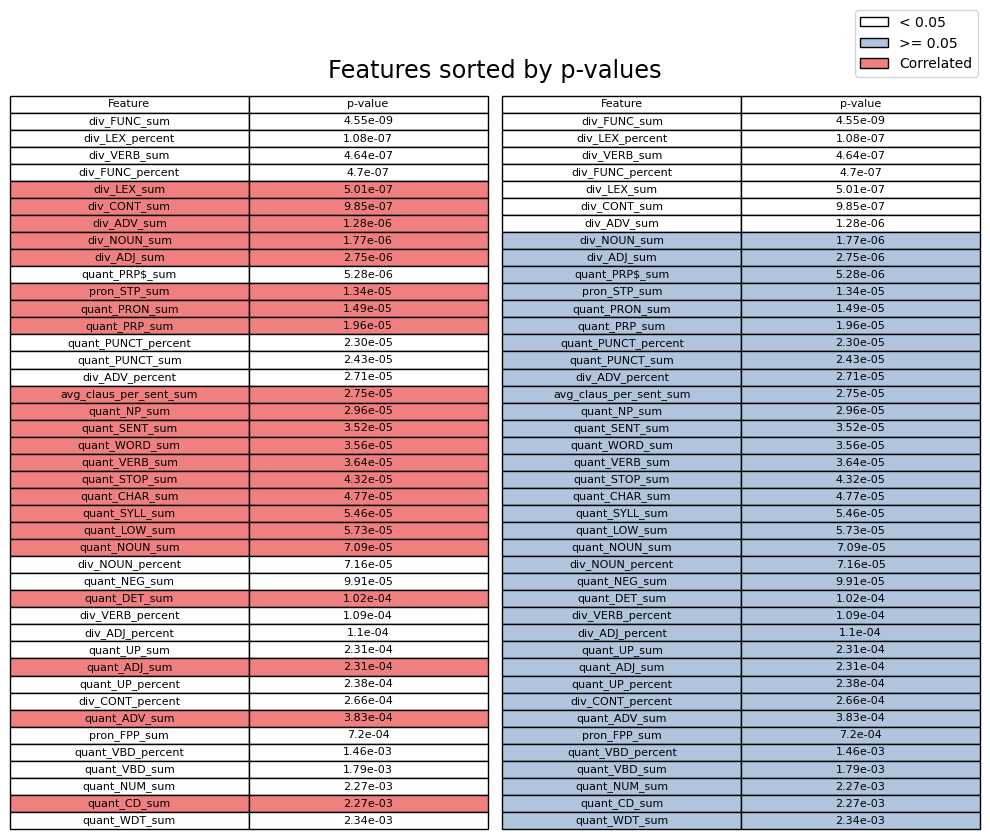 < 0.05
>= 0.05
Correlated
Features sorted by p-values
Feature p-value Feature p-value
div_FUNC_sum 4.55e-09 div_FUNC_sum 4.55e-09
div_LEX_percent 1.08e-07 div_LEX_percent 1.08e-07
div_VERB_sum 4.64e-07 div_VERB_sum 4.64e-07
div_FUNC_percent 4.7e-07 div_FUNC_percent 4.7e-07
div_LEX_sum 5.01e-07 div_LEX_sum 5.01e-07
div_CONT_sum 9.85e-07 div_CONT_sum 9.85e-07
div_ADV_sum 1.28e-06 div_ADV_sum 1.28e-06
div_NOUN_sum 1.77e-06 div_NOUN_sum 1.77e-06
div_ADJ_sum 2.75e-06 div_ADJ_sum 2.75e-06
quant_PRP$_sum 5.28e-06 quant_PRP$_sum 5.28e-06
pron_STP_sum 1.34e-05 pron_STP_sum 1.34e-05
quant_PRON_sum 1.49e-05 quant_PRON_sum 1.49e-05
quant_PRP_sum 1.96e-05 quant_PRP_sum 1.96e-05
quant_PUNCT_percent 2.30e-05 quant_PUNCT_percent 2.30e-05
quant_PUNCT_sum 2.43e-05 quant_PUNCT_sum 2.43e-05
div_ADV_percent 2.71e-05 div_ADV_percent 2.71e-05
avg_claus_per_sent_sum 2.75e-05 avg_claus_per_sent_sum 2.75e-05
quant_NP_sum 2.96e-05 quant_NP_sum 2.96e-05
quant_SENT_sum 3.52e-05 quant_SENT_sum 3.52e-05
quant_WORD_sum 3.56e-05 quant_WORD_sum 3.56e-05
quant_VERB_sum 3.64e-05 quant_VERB_sum 3.64e-05
quant_STOP_sum 4.32e-05 quant_STOP_sum 4.32e-05
quant_CHAR_sum 4.77e-05 quant_CHAR_sum 4.77e-05
quant_SYLL_sum 5.46e-05 quant_SYLL_sum 5.46e-05
quant_LOW_sum 5.73e-05 quant_LOW_sum 5.73e-05
quant_NOUN_sum 7.09e-05 quant_NOUN_sum 7.09e-05
div_NOUN_percent 7.16e-05 div_NOUN_percent 7.16e-05
quant_NEG_sum 9.91e-05 quant_NEG_sum 9.91e-05
quant_DET_sum 1.02e-04 quant_DET_sum 1.02e-04
div_VERB_percent 1.09e-04 div_VERB_percent 1.09e-04
div_ADJ_percent 1.1e-04 div_ADJ_percent 1.1e-04
quant_UP_sum 2.31e-04 quant_UP_sum 2.31e-04
quant_ADJ_sum 2.31e-04 quant_ADJ_sum 2.31e-04
quant_UP_percent 2.38e-04 quant_UP_percent 2.38e-04
div_CONT_percent 2.66e-04 div_CONT_percent 2.66e-04
quant_ADV_sum 3.83e-04 quant_ADV_sum 3.83e-04
pron_FPP_sum 7.2e-04 pron_FPP_sum 7.2e-04
quant_VBD_percent 1.46e-03 quant_VBD_percent 1.46e-03
quant_VBD_sum 1.79e-03 quant_VBD_sum 1.79e-03
quant_NUM_sum 2.27e-03 quant_NUM_sum 2.27e-03
quant_CD_sum 2.27e-03 quant_CD_sum 2.27e-03
quant_WDT_sum 2.34e-03 quant_WDT_sum 2.34e-03